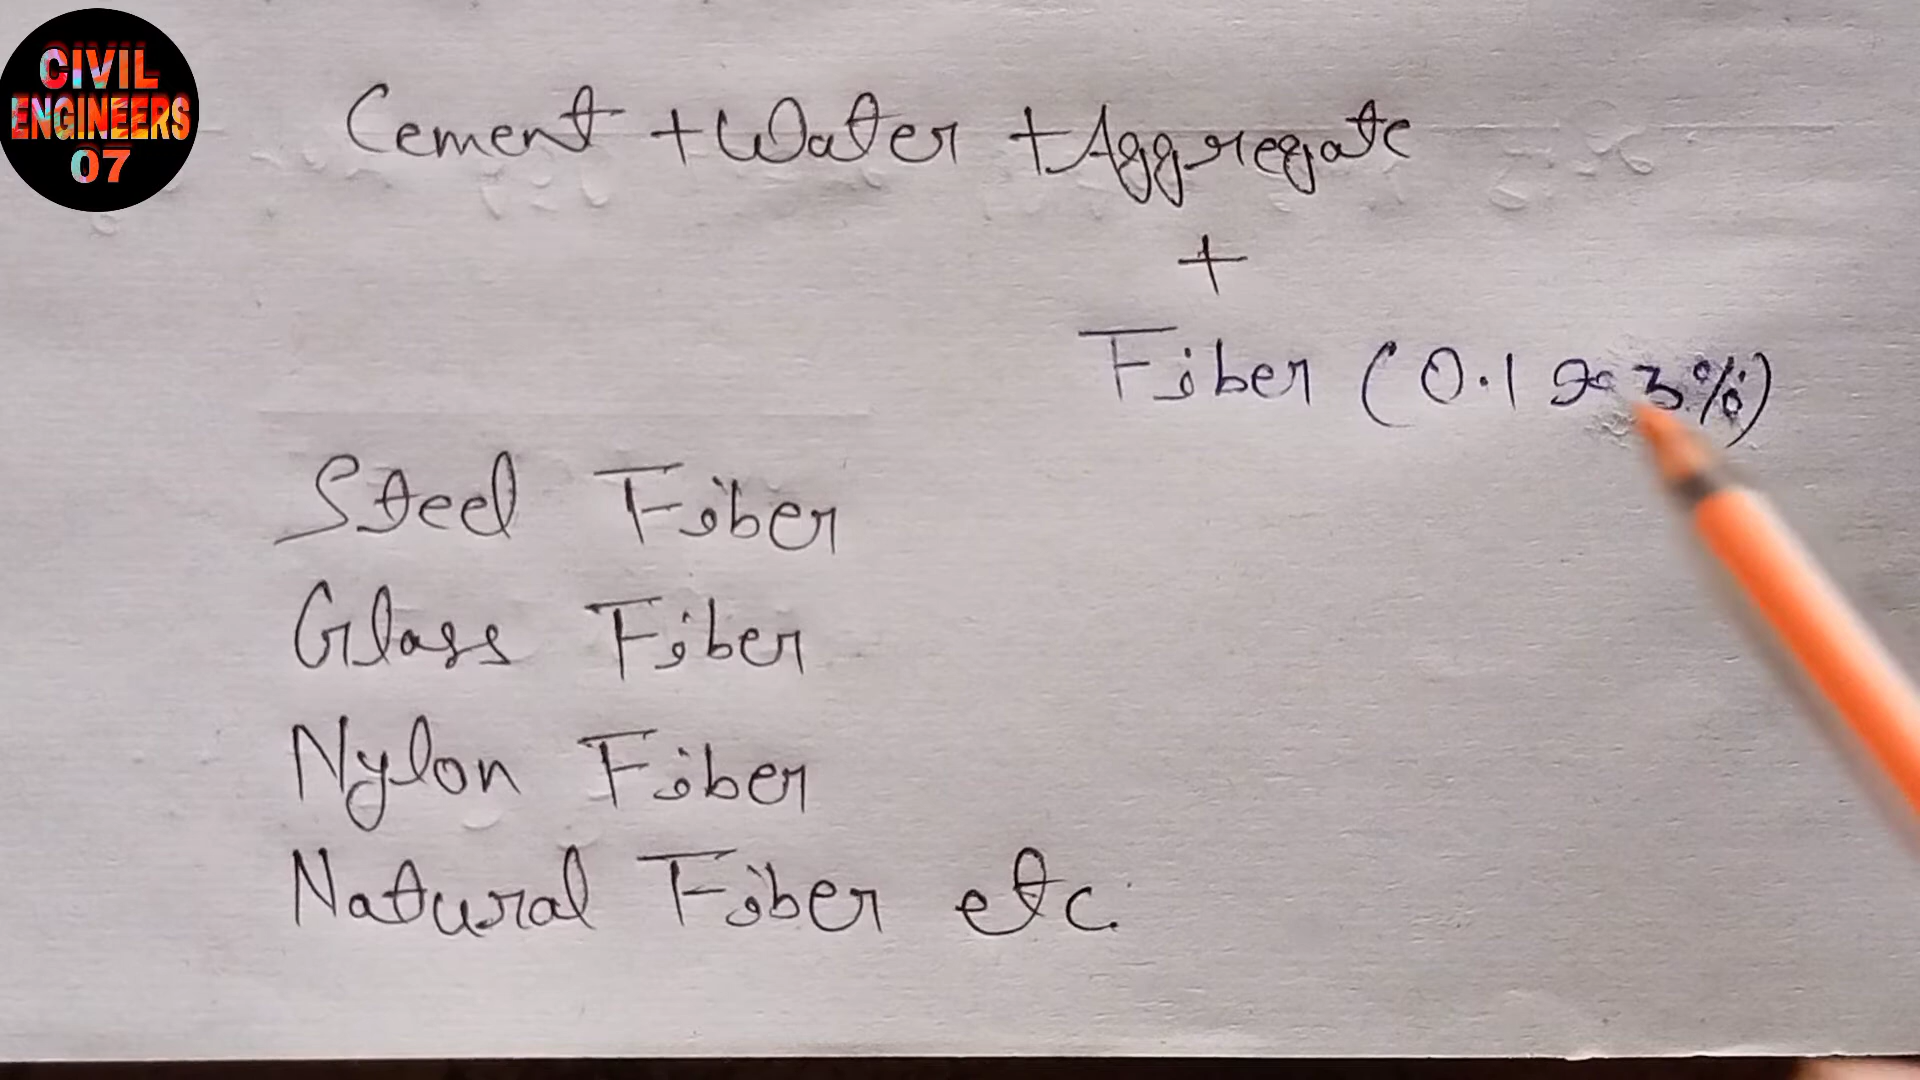 CIVIL
ENGINEERS
07
Cement + Water + Aggregate
+
Fiber (0.1 3%)
Steel Fiber
Glass Fiber
Nylon Fiber
Natural Fiber etc.